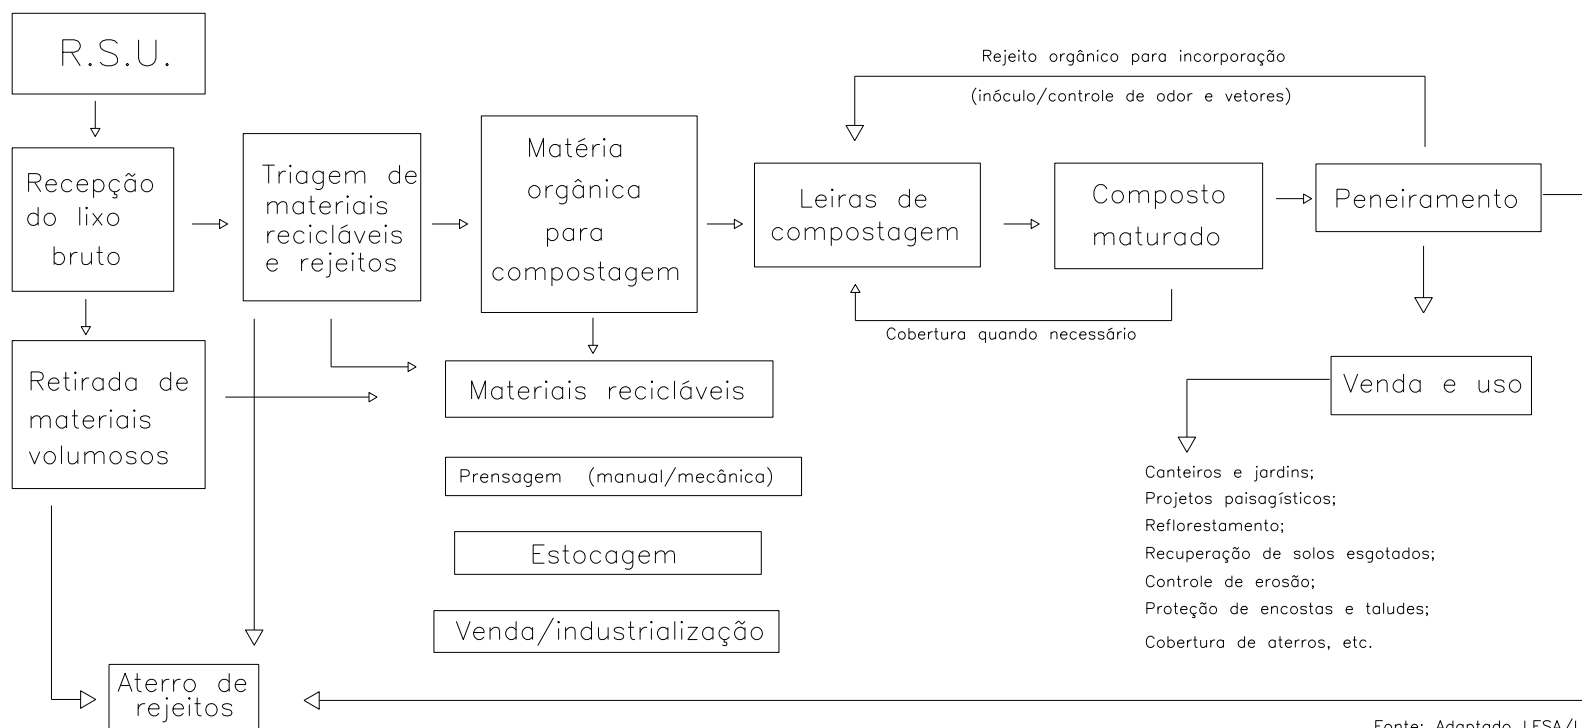 R.S.U.
Recepção
do lixo
bruto
Retirada de
materiais
volumosos
Triagem de
materiais
recicláveis
e rejeitos
Matéria
orgânica
para
compostagem
Materiais recicláveis
Prensagem (manual/mecânica)
Estocagem
Venda/industrialização
Aterro de
rejeitos
Rejeito orgânico para incorporação
(inóculo/controle de odor e vetores)
Leiras de
compostagem
Composto
maturado
Peneiramento
Cobertura quando necessário
Venda e uso
Canteiros e jardins;
Projetos paisagísticos;
Reflorestamento;
Recuperação de solos esgotados;
Controle de erosão;
Proteção de encostas e taludes;
Cobertura de aterros, etc.
Fonte: Adaptado